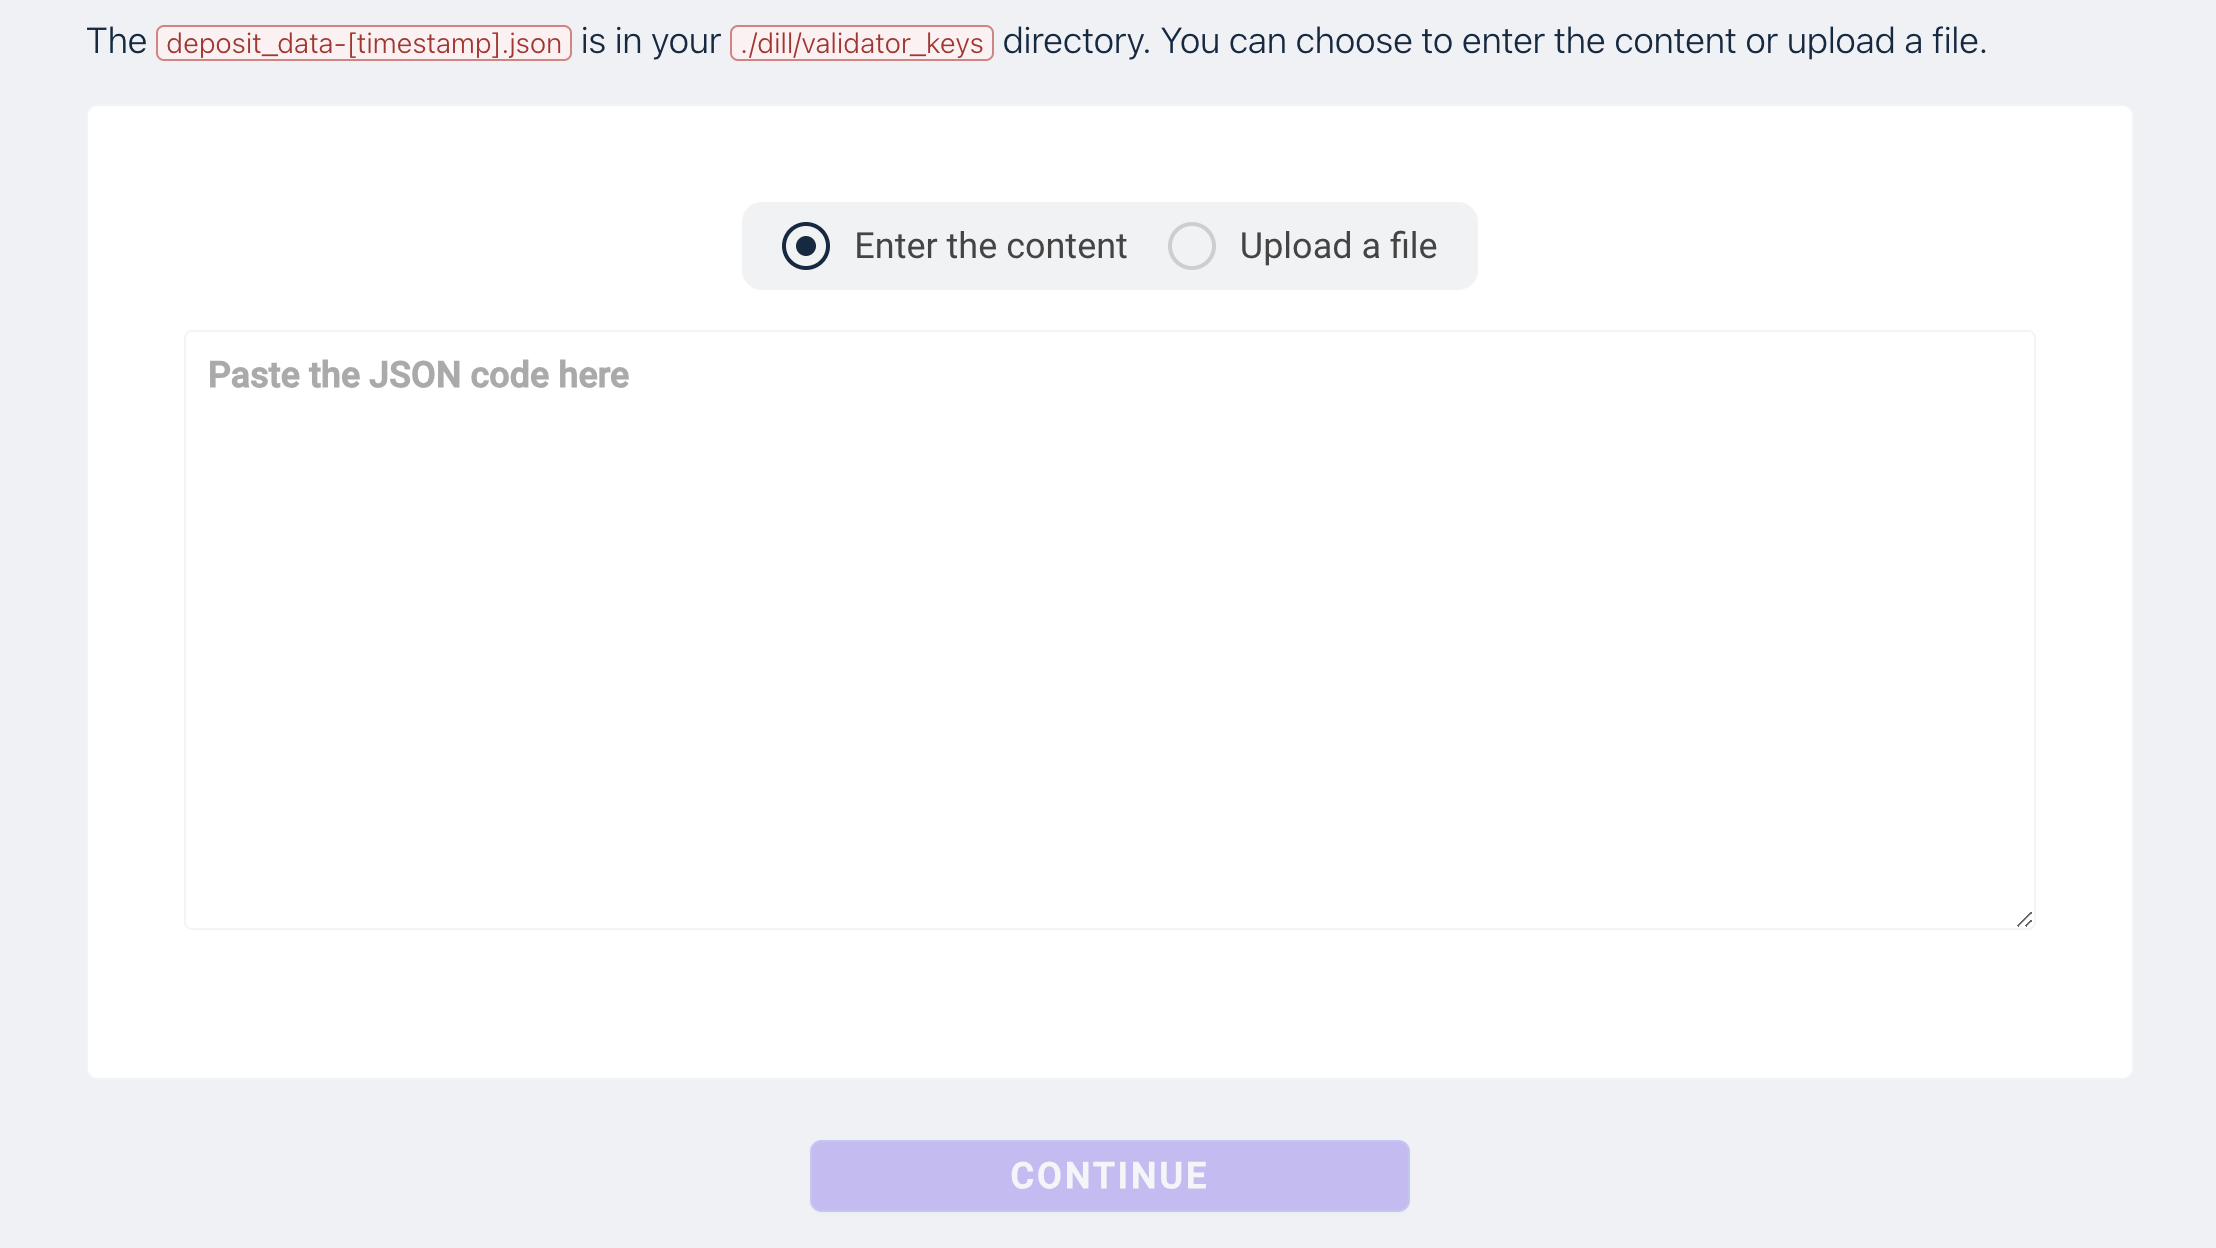 The deposit_data-[timestamp].json is in your ./dill/validator_keys directory. You can choose to enter the content or upload a file.
Enter the content Upload a file
Paste the JSON code here
CONTINUE